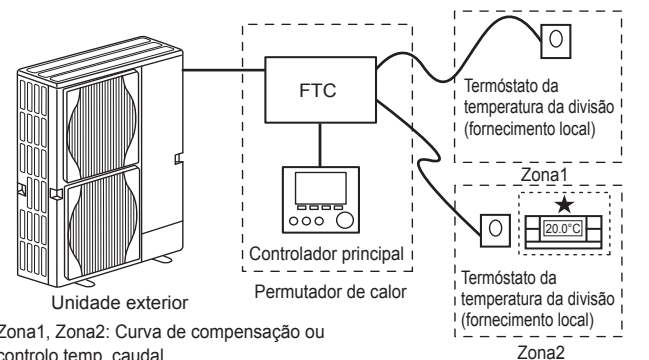 FTC
Termóstato da
temperatura da divisão
(fornecimento local)
Zona1
Controlador principal
20.0°C
Permutador de calor
Termóstato da
temperatura da divisão
(fornecimento local)
Unidade exterior
Zona2
Zona1, Zona2: Curva de compensação ou
controlo temp. caudal